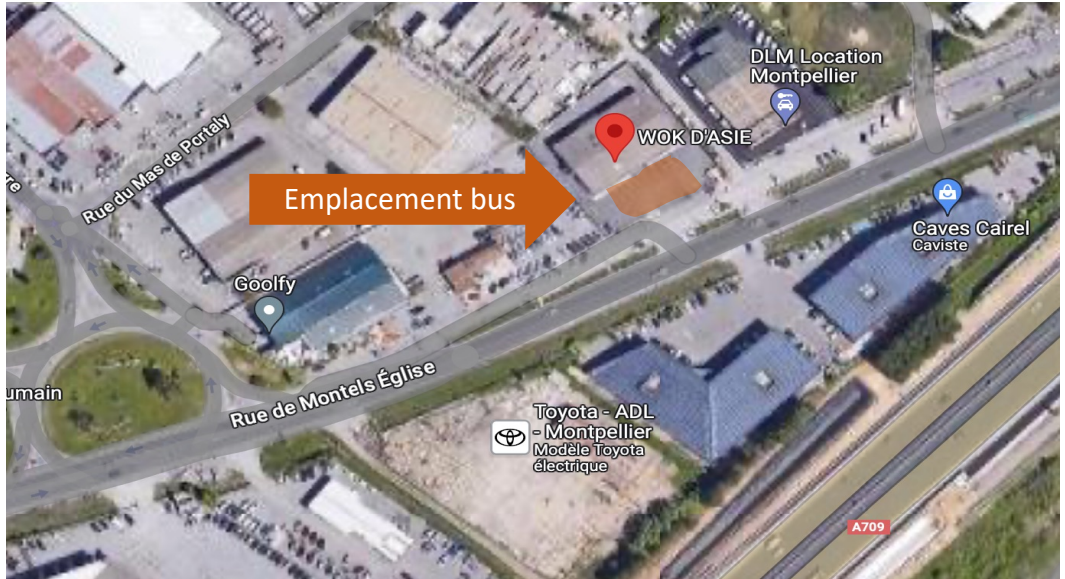 DLM Location
Montpellier
WOK D'ASIE
Rue du Mas de Portaly
tre
Emplacement bus
Caves Cairel
Caviste
Goolfy
umain
Rue de Montels Église
Toyota - ADL
- Montpellier
Modèle Toyota
électrique
A709